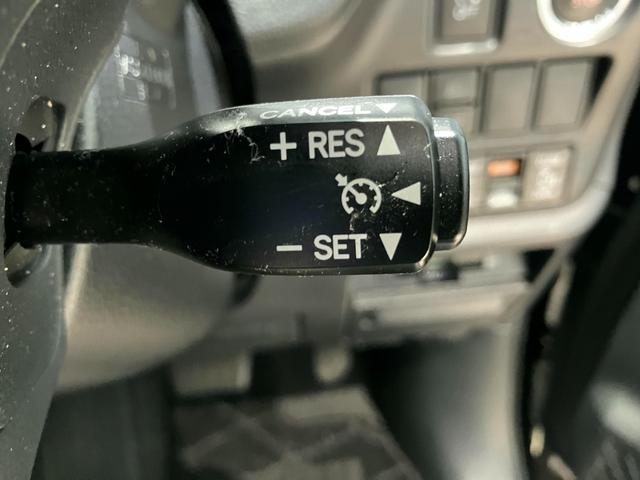 CANCEL▼
+ RES ▲
◀
− SET ▼